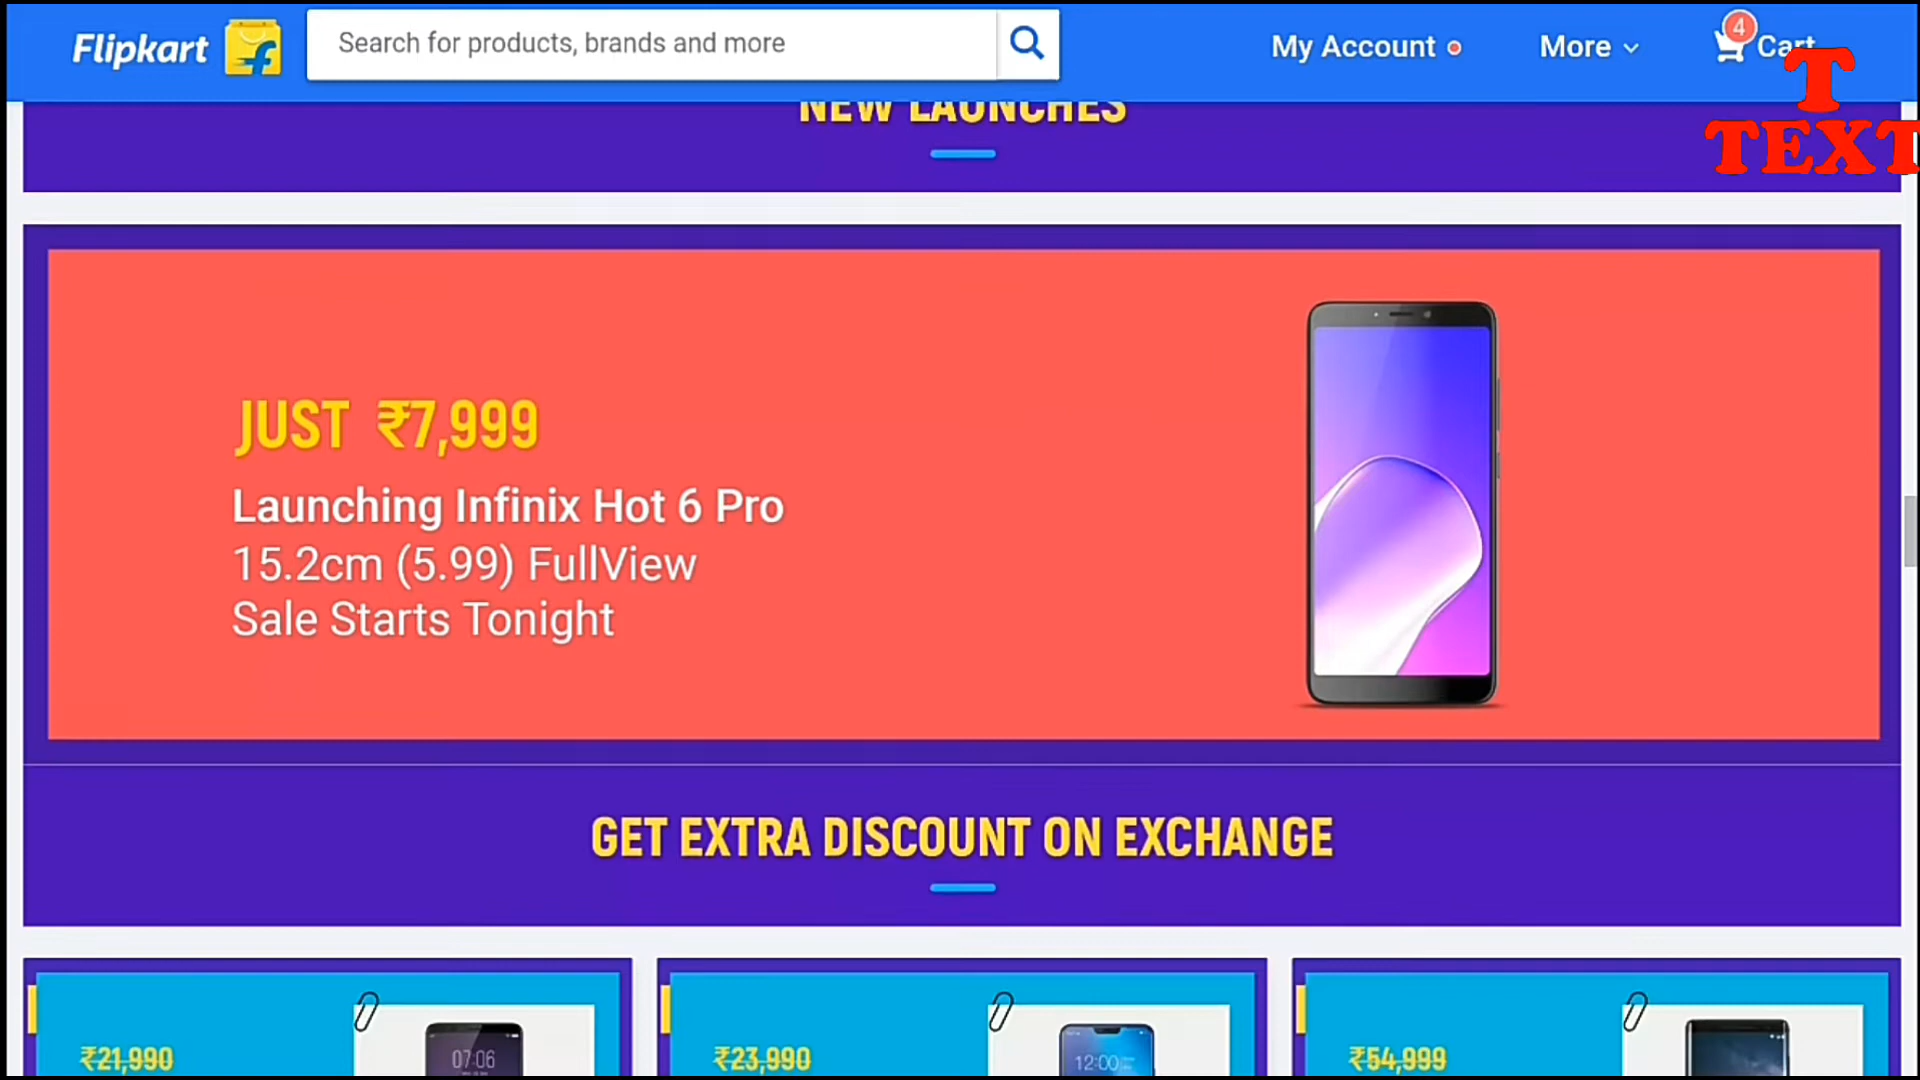 Flipkart
Search for products, brands and more
My Account
More
4
Cart
T
TEXT
NEW LAUNCHES
JUST ₹7,999
Launching Infinix Hot 6 Pro
15.2cm (5.99) FullView
Sale Starts Tonight
GET EXTRA DISCOUNT ON EXCHANGE
₹21,990
07:06
₹23,990
12:00
₹54,999